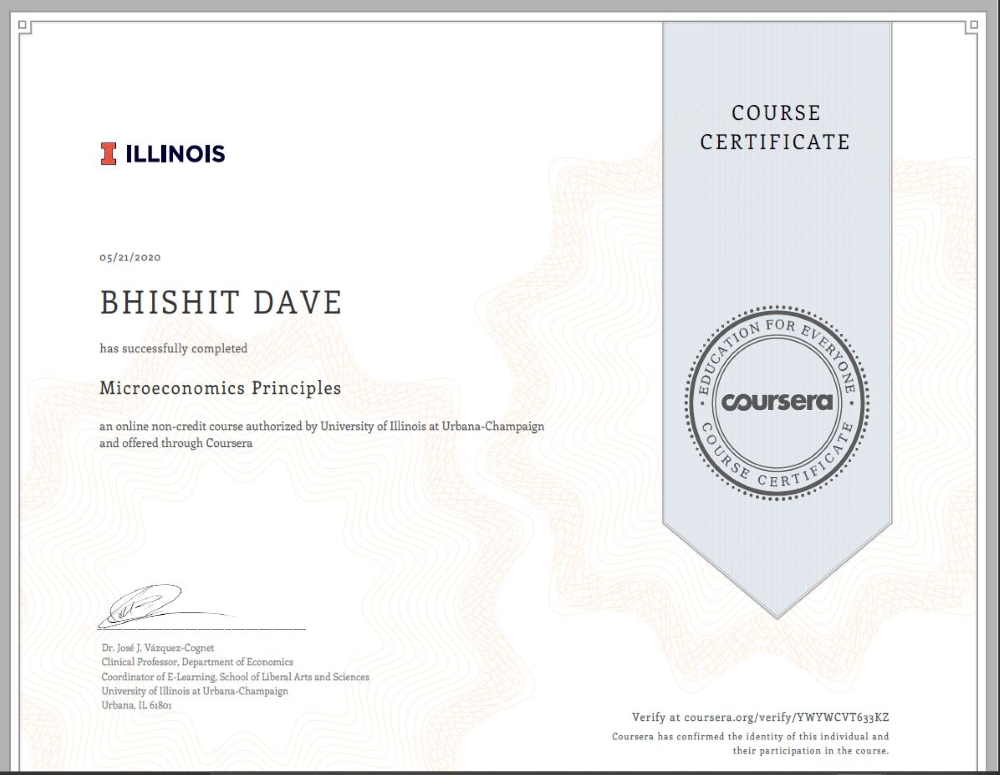 ILLINOIS
05/21/2020
BHISHIT DAVE
has successfully completed
Microeconomics Principles
an online non-credit course authorized by University of Illinois at Urbana-Champaign
and offered through Coursera
Dr. José J. Vázquez-Cognet
Clinical Professor, Department of Economics
Coordinator of E-Learning, School of Liberal Arts and Sciences
University of Illinois at Urbana-Champaign
Urbana, IL 61801
COURSE
CERTIFICATE
EDUCATION FOR EVERYONE
coursera
COURSE CERTIFICATE
Verify at coursera.org/verify/YWYWCVT633KZ
Coursera has confirmed the identity of this individual and
their participation in the course.